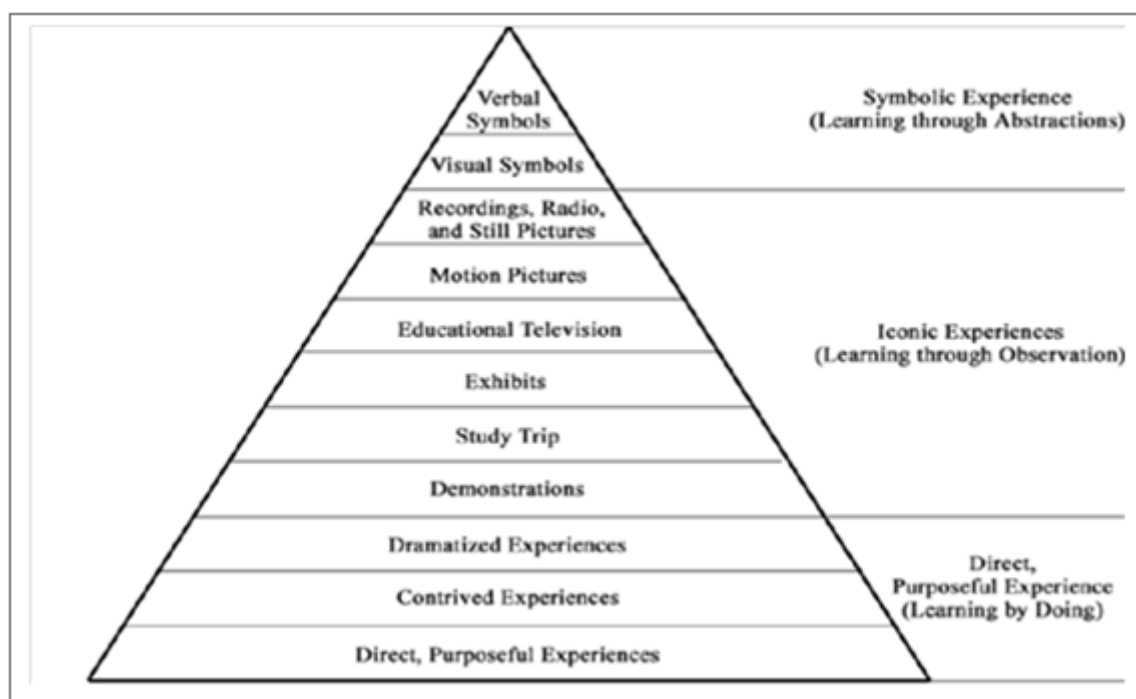 Verbal
Symbols
Visual Symbols
Recordings, Radio,
and Still Pictures
Motion Pictures
Educational Television
Exhibits
Study Trip
Demonstrations
Dramatized Experiences
Contrived Experiences
Direct, Purposeful Experiences
Symbolic Experience
(Learning through Abstractions)
Iconic Experiences
(Learning through Observation)
Direct,
Purposeful Experience
(Learning by Doing)